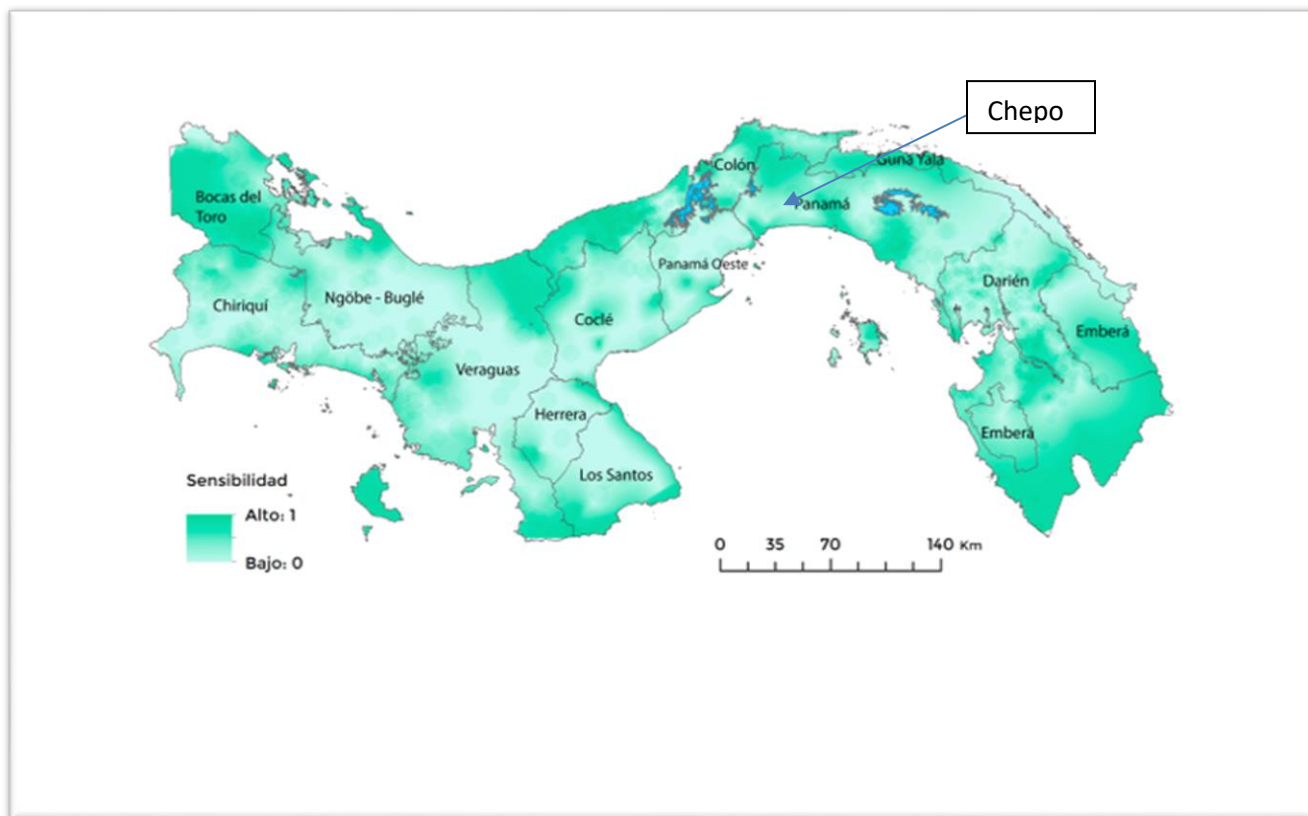 Chepo
Colón
Guna Yala
Bocas del
Toro
Panamá
Panamá Oeste
Darién
Chiriquí
Ngöbe - Buglé
Coclé
Emberá
Veraguas
Herrera
Emberá
Los Santos
Sensibilidad
Alto: 1
Bajo: 0
0 35 70 140 Km